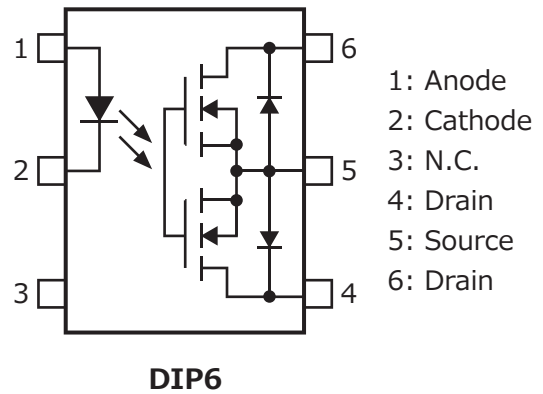 1
2
3
6
5
4
1: Anode
2: Cathode
3: N.C.
4: Drain
5: Source
6: Drain
DIP6